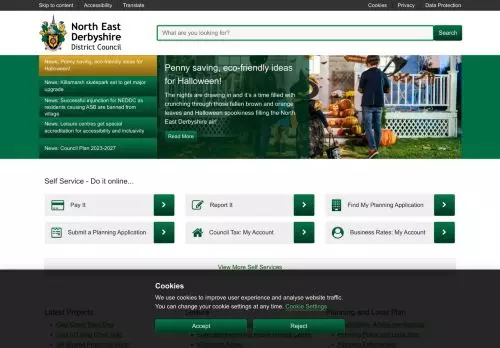 Skip to content
Accessibility
Translate
Cookies
Privacy
Data Protection
North East
Derbyshire
District Council
What are you looking for?
Search
News; Penny saving, eco-friendly ideas for
Halloween!
News; Killamarsh skatepark set to get major
upgrade
News; Successful injunction for NEDDC as
residents causing ASB are banned from
village
News; Leisure centres get special
accreditation for accessibility and inclusivity
News: Council Plan 2023-2027
Penny saving, eco-friendly ideas
for Halloween!
The nights are drawing in and it's a time filled with
crunching through those fallen brown and orange
leaves and Halloween spookiness filling the North
East Derbyshire air!
Read More
Self Service - Do it online...
Pay It
Report It
Find My Planning Application
Submit a Planning Application
Council Tax: My Account
Business Rates: My Account
View More Self Services
Cookies
We use cookies to improve user experience and analyse website traffic.
You can change your cookie settings at any time. Cookie Settings
Accept
Reject
Latest Projects
Leisure
Planning and Local Plan